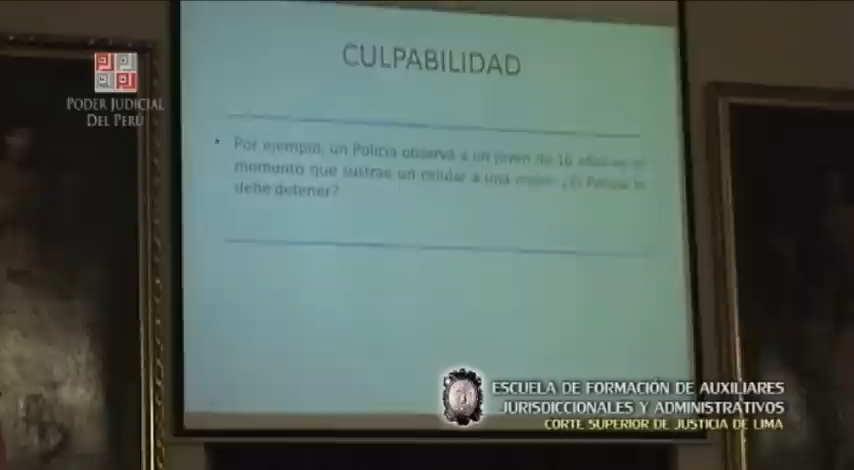 CULPABILIDAD
PODER JUDICIAL
DEL PERÚ
• Por ejemplo, un Policía observa a un joven de 16 años en el
momento que sustrae un celular a una mujer. ¿El Policía lo
debe detener?
ESCUELA DE FORMACIÓN DE AUXILIARES
JURISDICCIONALES Y ADMINISTRATIVOS
CORTE SUPERIOR DE JUSTICIA DE LIMA